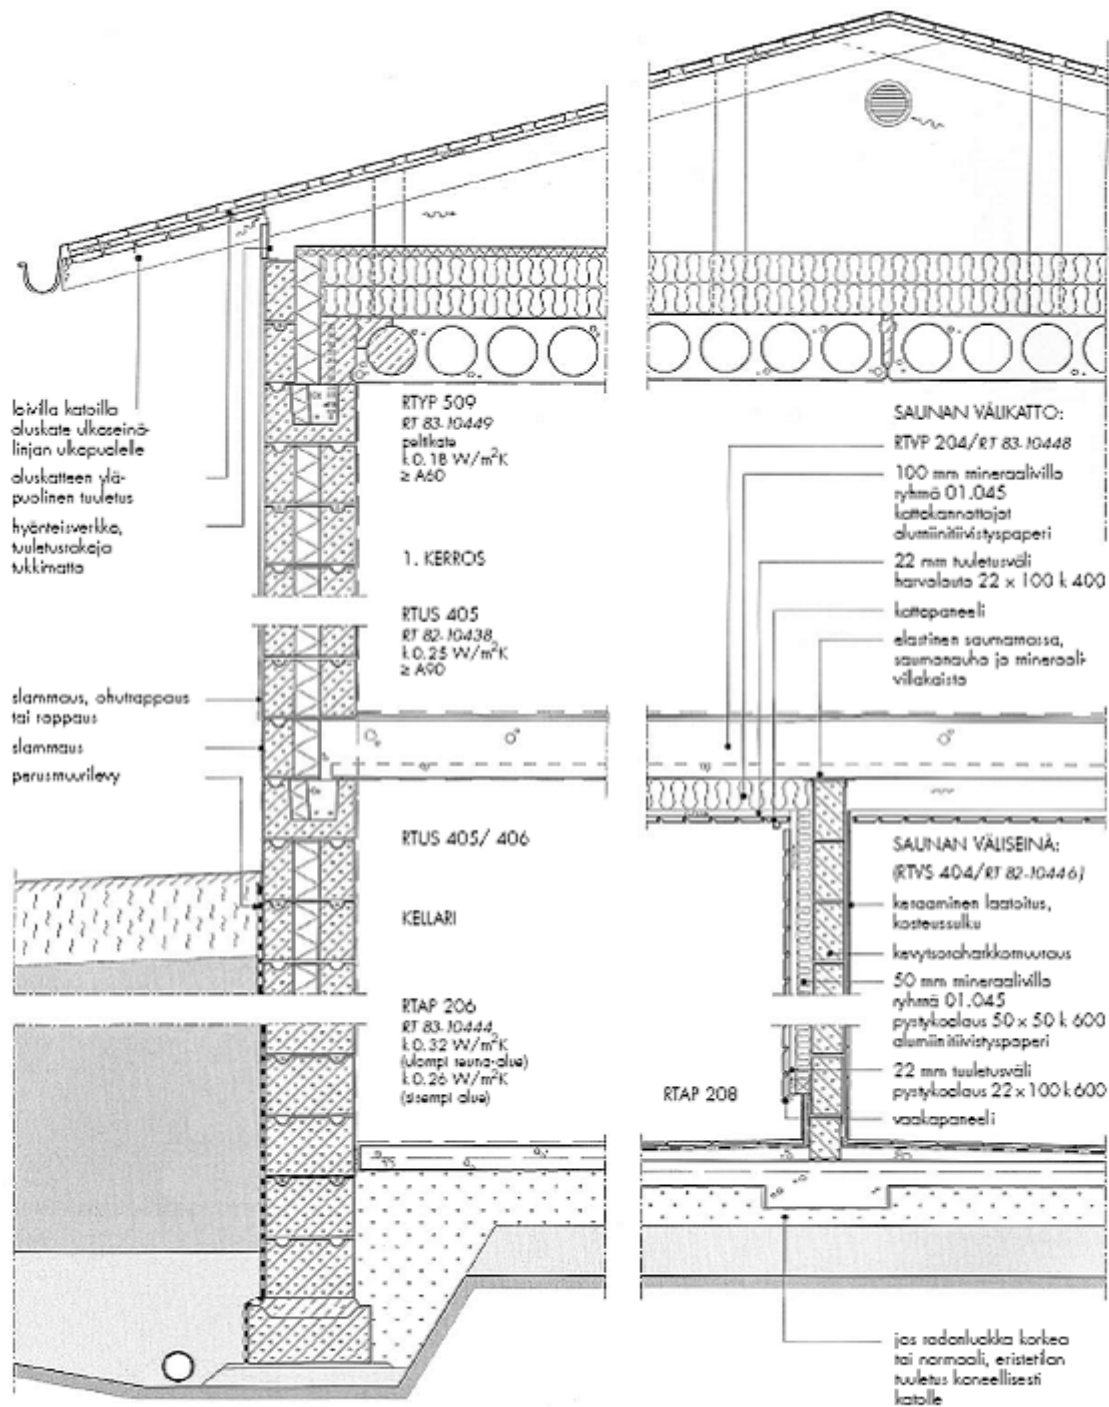 loivilla katoilla
aluskate ulkoseinä-
linjan ulkopuolelle
aluskatteen ylä-
puolinen tuuletus
hyönteisverkko,
tuuletusrakoja
tukkimatta
slammaus, ohutrappaus
tai rappaus
slammaus
perusmuurilevy
RTYP 509
RT 83-10449
peltikate
k 0.18 W/m²K
≥ A60
1. KERROS
RTUS 405
RT 82-10438
k 0.25 W/m²K
≥ A90
RTUS 405/ 406
KELLARI
RTAP 206
RT 83-10444
k 0.32 W/m²K
(ulompi reuna-alue)
k 0.26 W/m²K
(sisempi alue)
RTAP 208
SAUNAN VÄLIKATTO:
RTVP 204/RT 83-10448
100 mm mineraalivilla
ryhmä 01.045
kattokannattajat
alumiinitiivistyspaperi
22 mm tuuletusväli
harvalauta 22 x 100 k 400
kattopaneeli
elastinen saumamassa,
saumanauha ja mineraali-
villakaista
SAUNAN VÄLISEINÄ:
(RTVS 404/RT 82-10446)
keraaminen laatoitus,
kosteussulku
kevytsoraharkkomuuraus
50 mm mineraalivilla
ryhmä 01.045
pystykoolaus 50 x 50 k 600
alumiinitiivistyspaperi
22 mm tuuletusväli
pystykoolaus 22 x 100 k 600
vaakapaneeli
jos radonluokka korkea
tai normaali, eristetilan
tuuletus koneellisesti
katolle